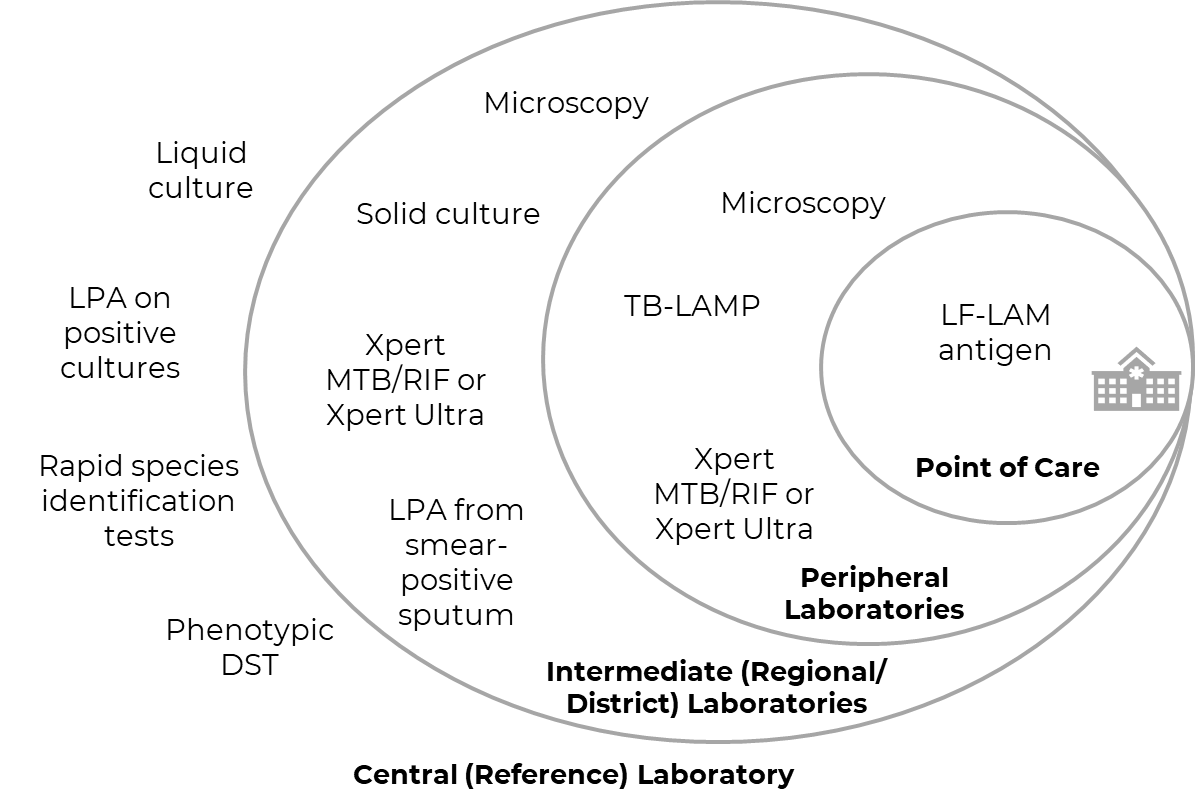 Microscopy
Liquid
culture
Solid culture
Microscopy
LPA on
positive
cultures
Xpert
MTB/RIF or
Xpert Ultra
TB-LAMP
LF-LAM
antigen
Rapid species
identification
tests
LPA from
smear-
positive
sputum
Xpert
MTB/RIF or
Xpert Ultra
Point of Care
Phenotypic
DST
Peripheral
Laboratories
Intermediate (Regional/
District) Laboratories
Central (Reference) Laboratory